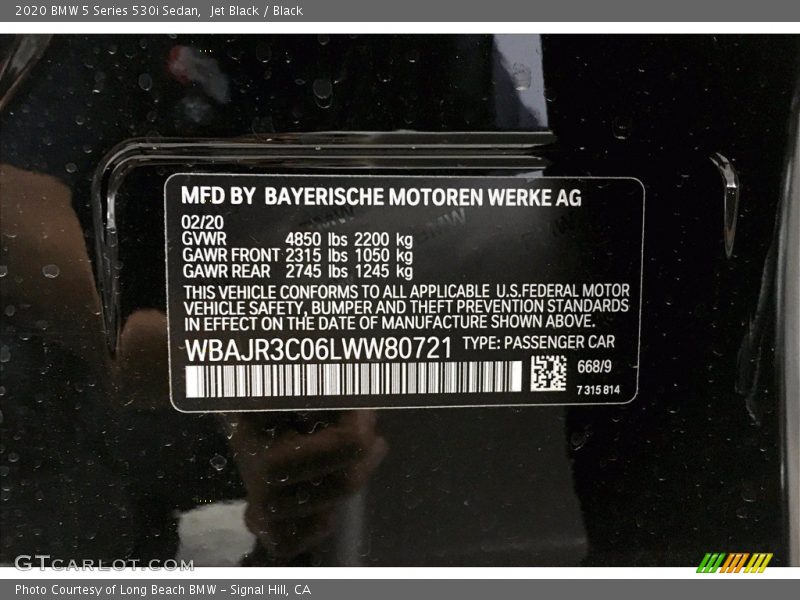 2020 BMW 5 Series 530i Sedan,  Jet Black / Black
MFD BY BAYERISCHE MOTOREN WERKE AG
02/20
GVWR 4850 lbs 2200 kg
GAWR FRONT 2315 lbs 1050 kg
GAWR REAR 2745 lbs 1245 kg
THIS VEHICLE CONFORMS TO ALL APPLICABLE U.S.FEDERAL MOTOR
VEHICLE SAFETY, BUMPER AND THEFT PREVENTION STANDARDS
IN EFFECT ON THE DATE OF MANUFACTURE SHOWN ABOVE.
WBAJR3C06LWW80721 TYPE: PASSENGER CAR
668/9
7 315 814
GTCARLOT.COM
Photo Courtesy of Long Beach BMW - Signal Hill, CA